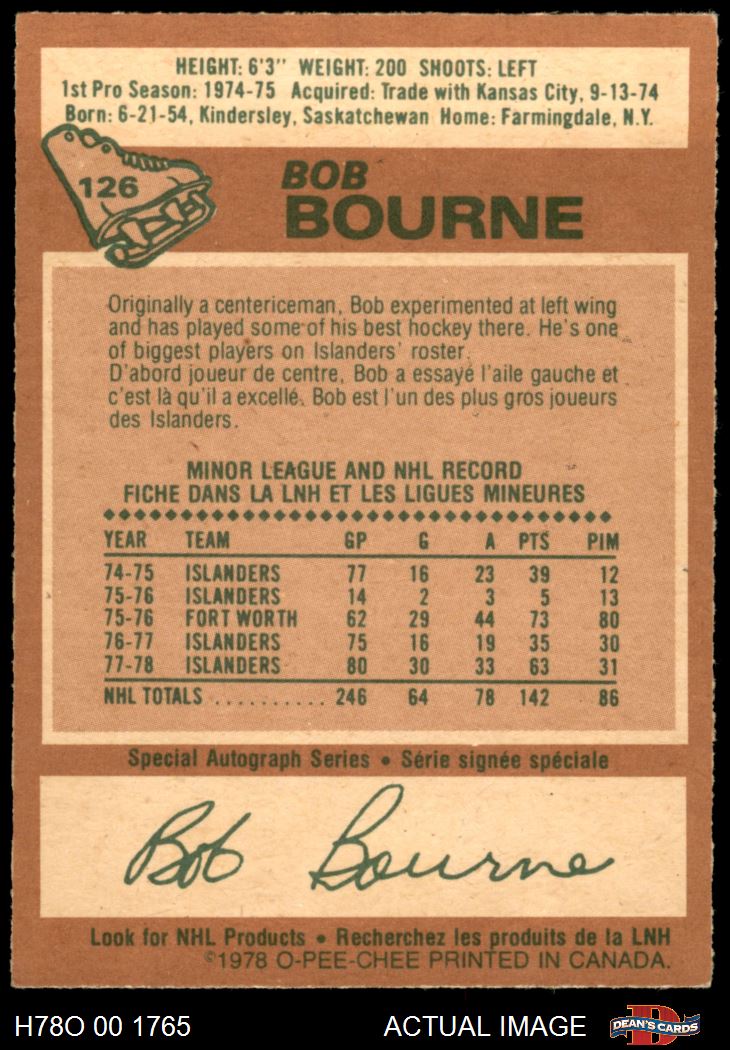 HEIGHT: 6'3" WEIGHT: 200 SHOOTS: LEFT
1st Pro Season: 1974-75 Acquired: Trade with Kansas City, 9-13-74
Born: 6-21-54, Kindersley, Saskatchewan Home: Farmingdale, N.Y.
126
BOB
BOURNE
Originally a centericeman, Bob experimented at left wing
and has played some of his best hockey there. He's one
of biggest players on Islanders' roster.
D'abord joueur de centre, Bob a essayé l'aile gauche et
c'est là qu'il a excellé. Bob est l'un des plus gros joueurs
des Islanders.
MINOR LEAGUE AND NHL RECORD
FICHE DANS LA LNH ET LES LIGUES MINEURES
YEAR TEAM GP G A PTS PIM
74-75 ISLANDERS 77 16 23 39 12
75-76 ISLANDERS 14 2 3 5 13
75-76 FORT WORTH 62 29 44 73 80
76-77 ISLANDERS 75 16 19 35 30
77-78 ISLANDERS 80 30 33 63 31
NHL TOTALS .......... 246 64 78 142 86
Special Autograph Series • Série signée spéciale
Bob Bourne
Look for NHL Products • Recherchez les produits de la LNH
©1978 O-PEE-CHEE PRINTED IN CANADA.
H78O 00 1765 ACTUAL IMAGE D DEAN'S CARDS